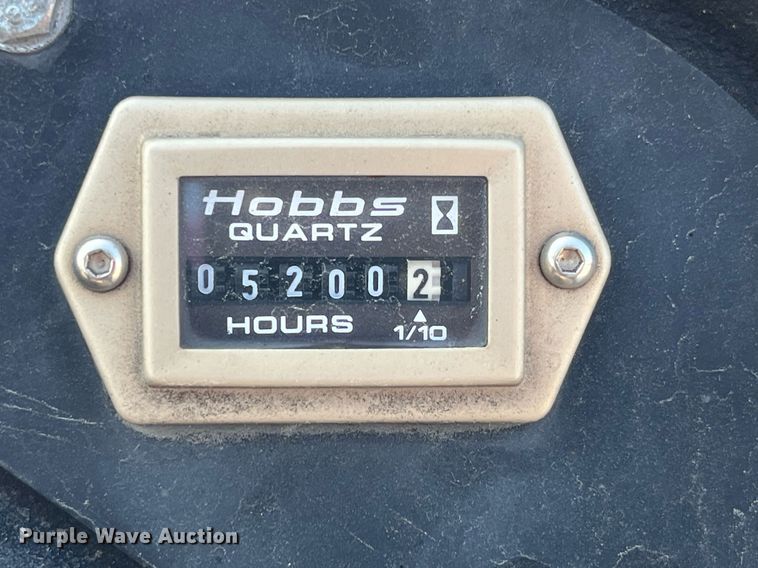 Hobbs
QUARTZ
052002
HOURS 1/10
Purple Wave Auction